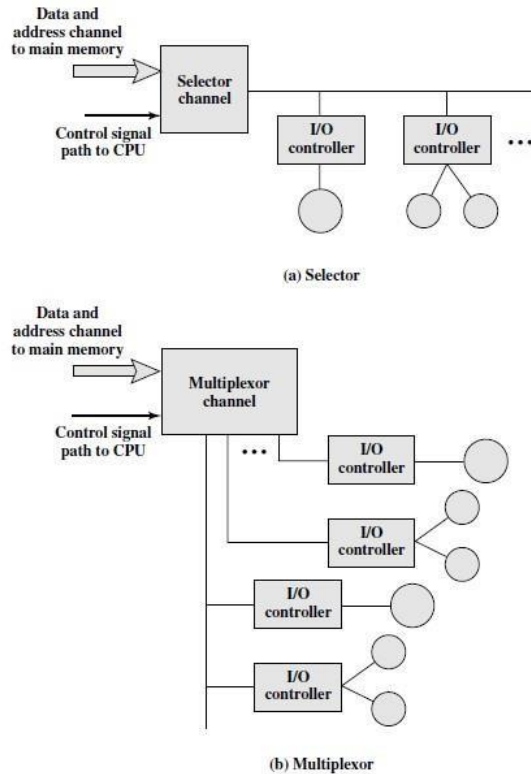 Data and
address channel
to main memory
Selector
channel
Control signal
path to CPU
I/O
controller
I/O
controller
•••
(a) Selector
Data and
address channel
to main memory
Multiplexor
channel
Control signal
path to CPU
•••
I/O
controller
I/O
controller
I/O
controller
I/O
controller
(b) Multiplexor